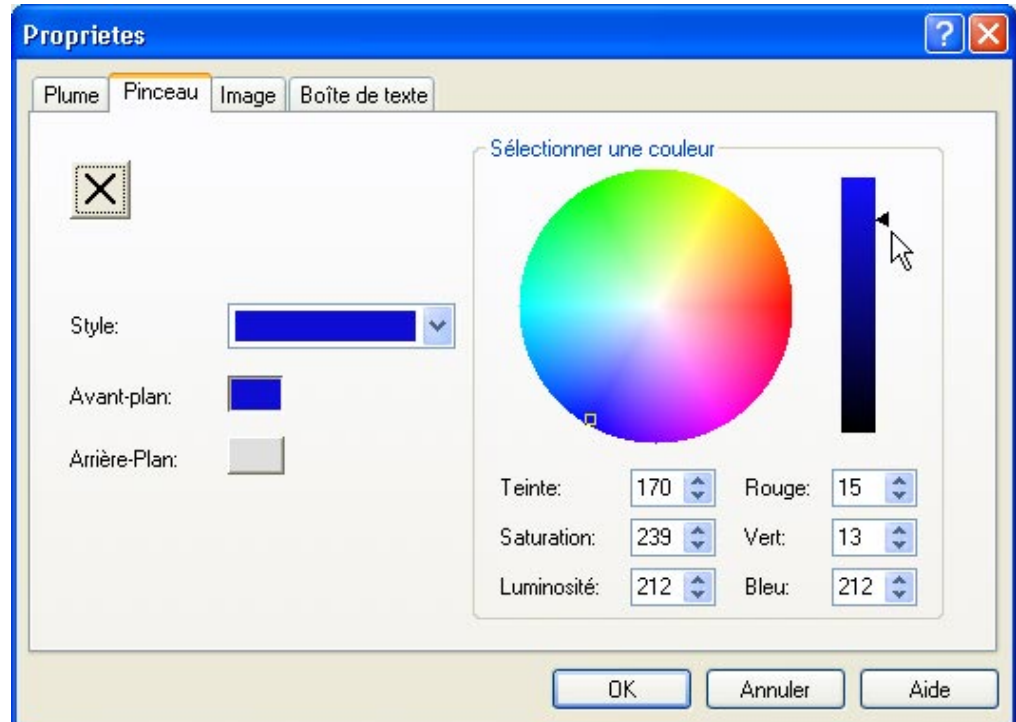 Proprietes
Plume Pinceau Image Boîte de texte
Sélectionner une couleur
Style:
Avant-plan:
Arrière-Plan:
Teinte: 170 Rouge: 15
Saturation: 239 Vert: 13
Luminosité: 212 Bleu: 212
OK Annuler Aide